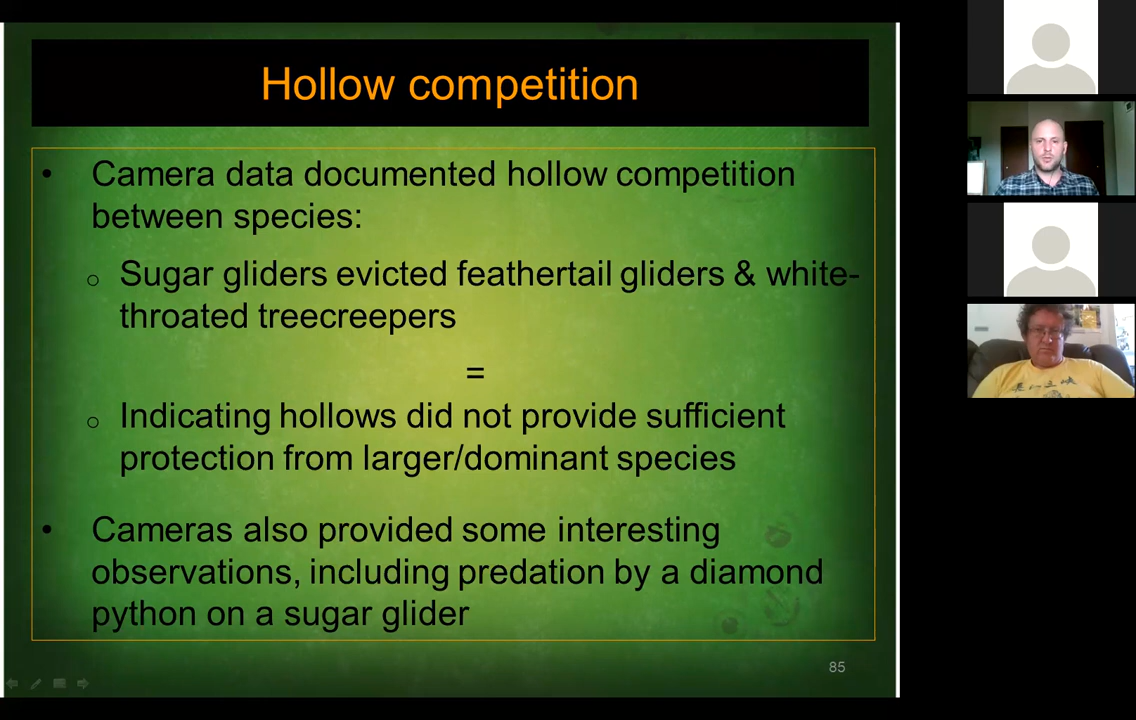 Hollow competition
• Camera data documented hollow competition
between species:
o Sugar gliders evicted feathertail gliders & white-
throated treecreepers
=
o Indicating hollows did not provide sufficient
protection from larger/dominant species
• Cameras also provided some interesting
observations, including predation by a diamond
python on a sugar glider
85